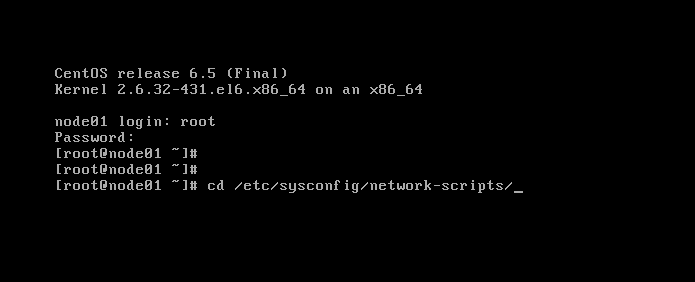 CentOS release 6.5 (Final)
Kernel 2.6.32-431.el6.x86_64 on an x86_64
node01 login: root
Password:
[root@node01 ~]#
[root@node01 ~]#
[root@node01 ~]# cd /etc/sysconfig/network-scripts/_